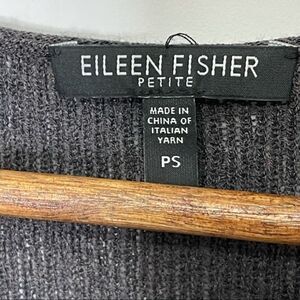 EILEEN FISHER
PETITE
MADE IN
CHINA OF
ITALIAN
YARN
PS